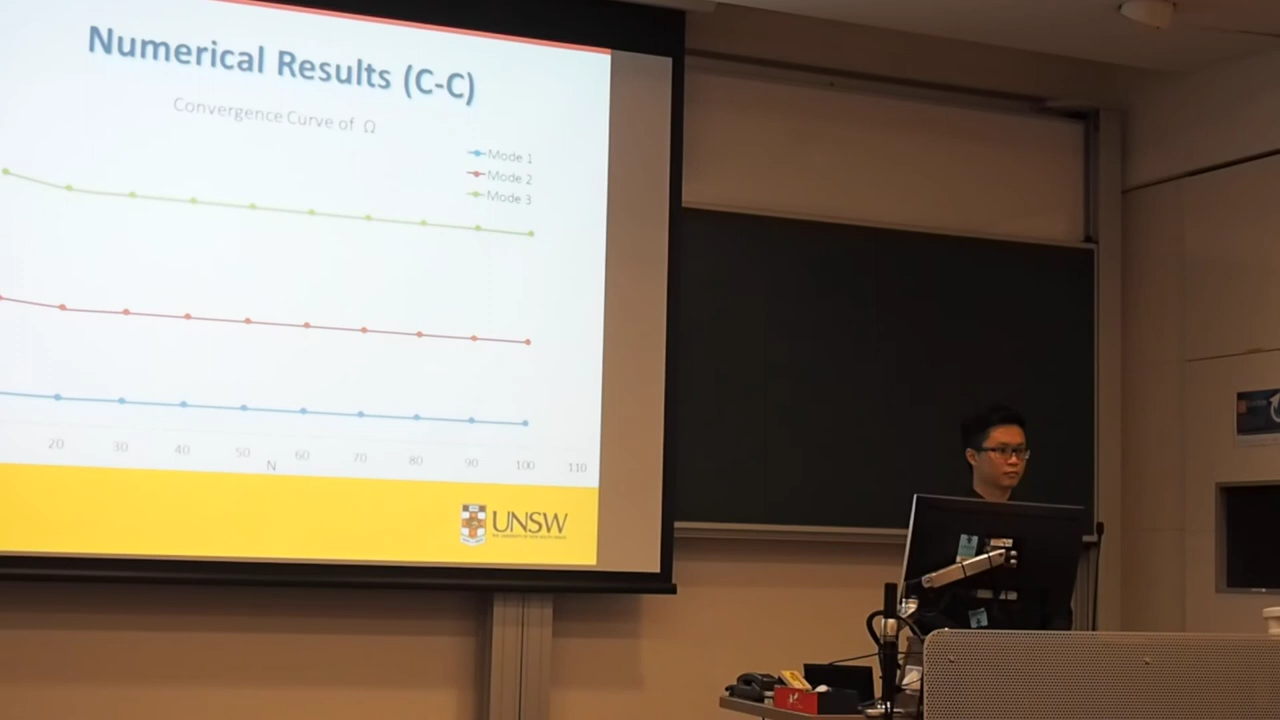 Numerical Results (C-C)
Convergence Curve of Ω
Mode 1
Mode 2
Mode 3
20 30 40 50 60 70 80 90 100 110
N
UNSW